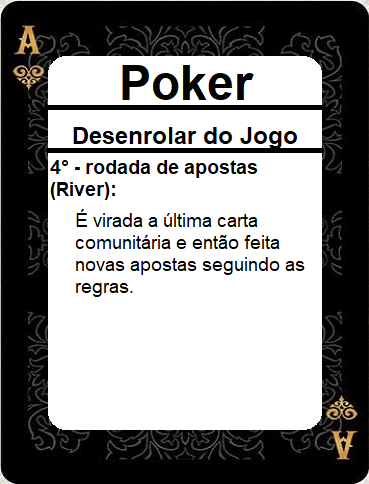 A
Poker
Desenrolar do Jogo
4° - rodada de apostas
(River):
É virada a última carta
comunitária e então feita
novas apostas seguindo as
regras.
A